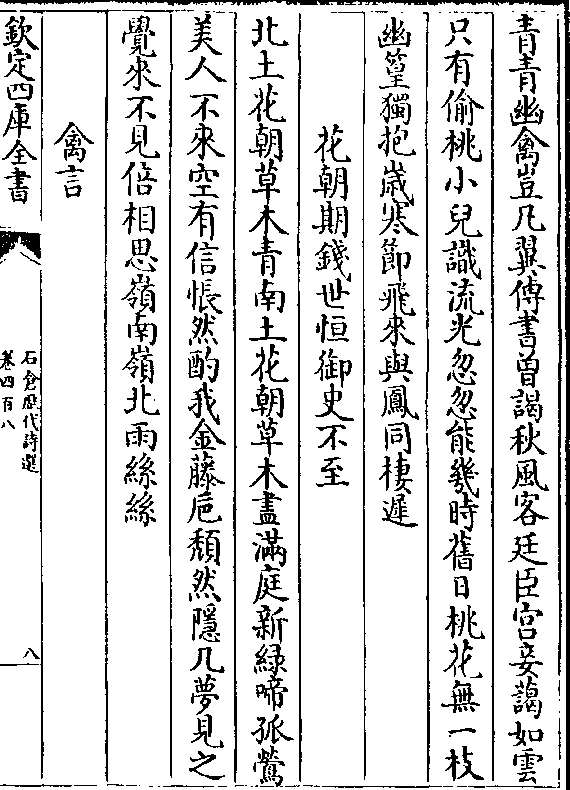 青青幽禽豈凡翼傅書曽謁秋風客廷臣宫妾藹如雲
只有偷桃小兒識流光忽忽能幾時舊日桃花無一枝
幽篁獨抱歳寒節飛來與鳳同棲遲
花朝期錢世恒御史不至
北土花朝草木青南土花朝草木盡滿庭新緑啼孤鶯
美人不來空有信悵然酌我金藤巵頽然隱几夢見之
覺來不見倍相思嶺南嶺北雨絲絲
禽言
欽定四庫全書
石倉歴代詩選
卷四百八
八